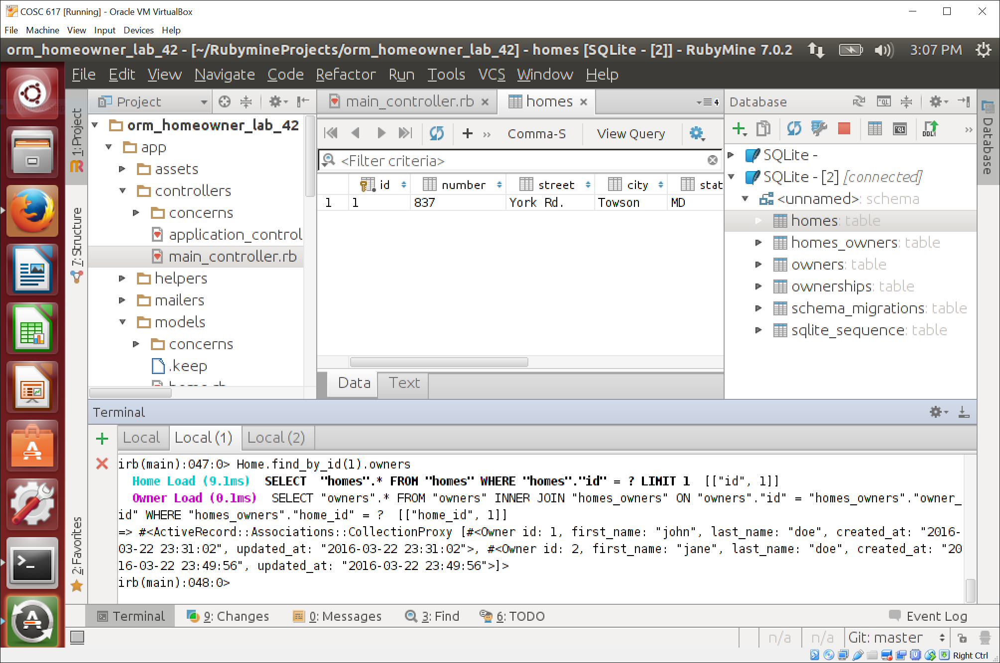 COSC 617 [Running] - Oracle VM VirtualBox
File Machine View Input Devices Help
orm_homeowner_lab_42 - [~/RubymineProjects/orm_homeowner_lab_42] - homes [SQLite - [2]] - RubyMine 7.0.2 3:07 PM
File Edit View Navigate Code Refactor Run Tools VCS Window Help
1: Project
7: Structure
2: Favorites
Project
orm_homeowner_lab_42
app
assets
controllers
concerns
application_control
main_controller.rb
helpers
mailers
models
concerns
.keep
home.rb
main_controller.rb homes 4
Comma-S View Query
<Filter criteria>
id number street city stat
1 1 837 York Rd. Towson MD
Data Text
Database
SQL
SQL DDL
SQLite -
SQLite - [2] [connected]
<unnamed>: schema
homes: table
homes_owners: table
owners: table
ownerships: table
schema_migrations: table
sqlite_sequence: table
Database
Terminal
Local Local (1) Local (2)
irb(main):047:0> Home.find_by_id(1).owners
Home Load (9.1ms) SELECT "homes".* FROM "homes" WHERE "homes"."id" = ? LIMIT 1 [["id", 1]]
Owner Load (0.1ms) SELECT "owners".* FROM "owners" INNER JOIN "homes_owners" ON "owners"."id" = "homes_owners"."owner_
id" WHERE "homes_owners"."home_id" = ? [["home_id", 1]]
=> #<ActiveRecord::Associations::CollectionProxy [#<Owner id: 1, first_name: "john", last_name: "doe", created_at: "2016-
03-22 23:31:02", updated_at: "2016-03-22 23:31:02">, #<Owner id: 2, first_name: "jane", last_name: "doe", created_at: "20
16-03-22 23:49:56", updated_at: "2016-03-22 23:49:56">]>
irb(main):048:0>
Terminal 9: Changes 0: Messages 3: Find 6: TODO Event Log
n/a n/a Git: master
Right Ctrl